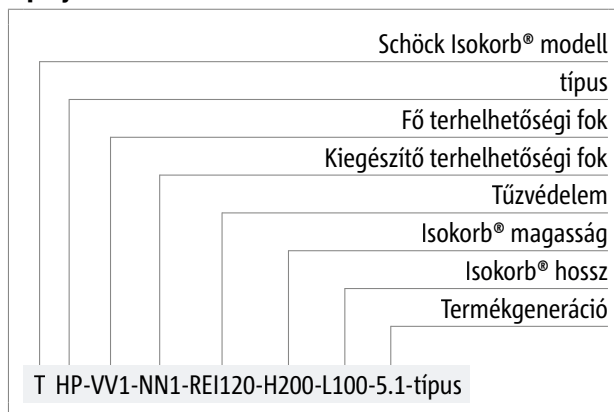 Schöck Isokorb® modell
típus
Fő terhelhetőségi fok
Kiegészítő terhelhetőségi fok
Tűzvédelem
Isokorb® magasság
Isokorb® hossz
Termékgeneráció
T HP-VV1-NN1-REI120-H200-L100-5.1-típus